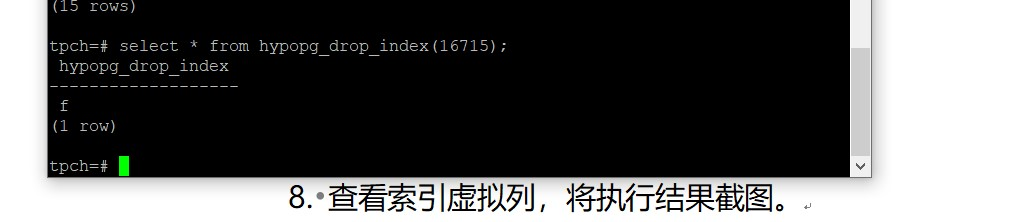 (15 rows)
tpch=# select * from hypopg_drop_index(16715);
hypopg_drop_index
-------------------
f
(1 row)
tpch=#
8. 查看索引虚拟列，将执行结果截图。